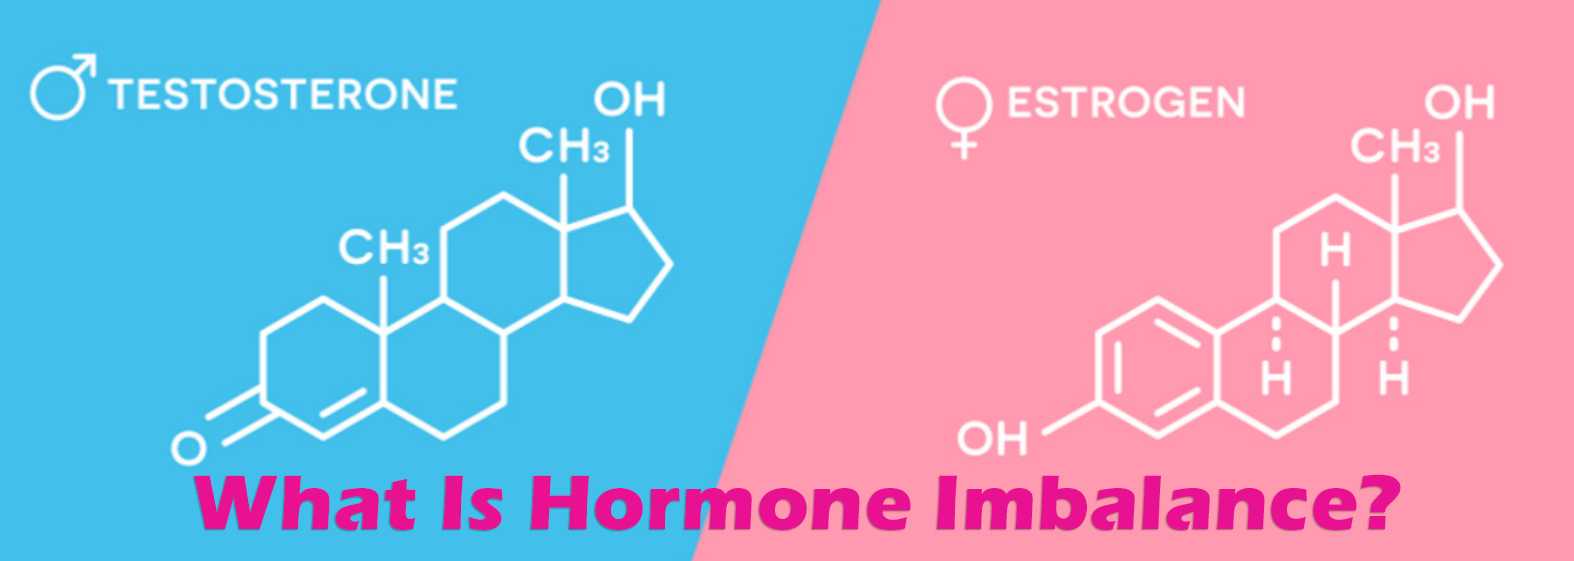 TESTOSTERONE
OH
CH3
CH3
O
ESTROGEN
OH
CH3
H
H
H
OH
What Is Hormone Imbalance?